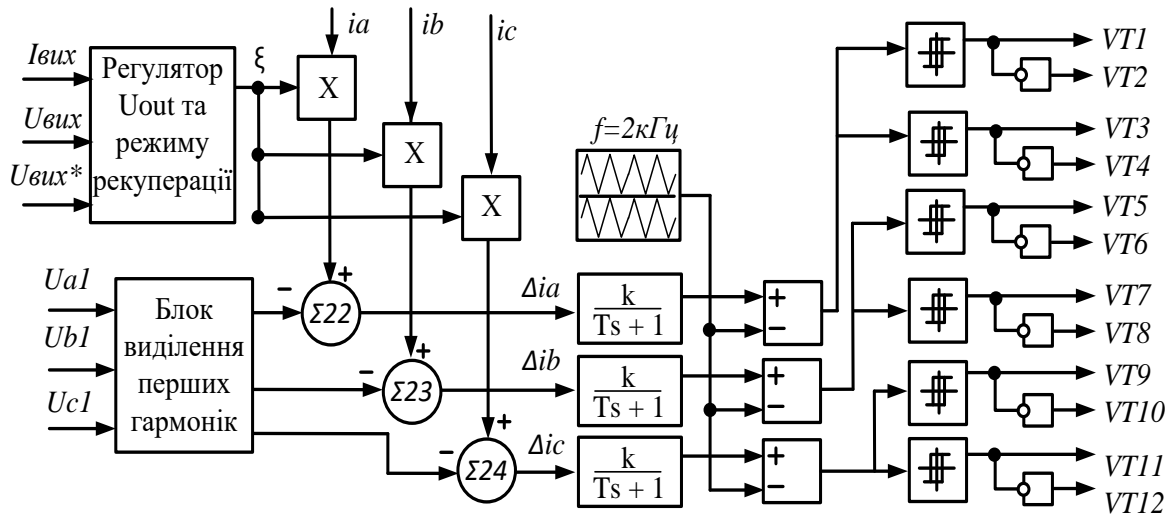 ia
ib
ic
Iвих
Uвих
Uвих*
Регулятор
Uout та
режиму
рекуперації
ξ
X
X
X
f=2кГц
VT1
VT2
VT3
VT4
VT5
VT6
VT7
VT8
VT9
VT10
VT11
VT12
Ua1
Ub1
Uc1
Блок
виділення
перших
гармонік
- +
Σ22
- +
Σ23
- +
Σ24
Δia
Δib
Δic
k
Ts + 1
k
Ts + 1
k
Ts + 1
+
−
+
−
+
−